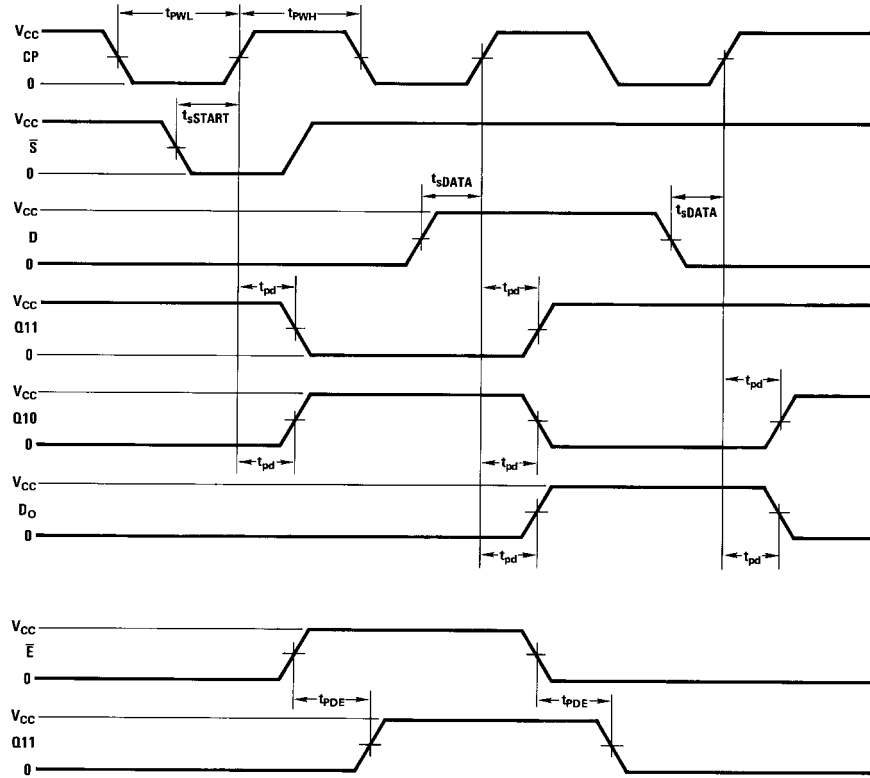 tPWL tPWH
VCC
CP
0
tsSTART
VCC
S̅
0
tsDATA tsDATA
VCC
D
0
tpd tpd
VCC
Q11
0
VCC tpd
Q10
0
tpd tpd
VCC
DO
0
tpd tpd
VCC
E̅
0
tPDE tPDE
VCC
Q11
0